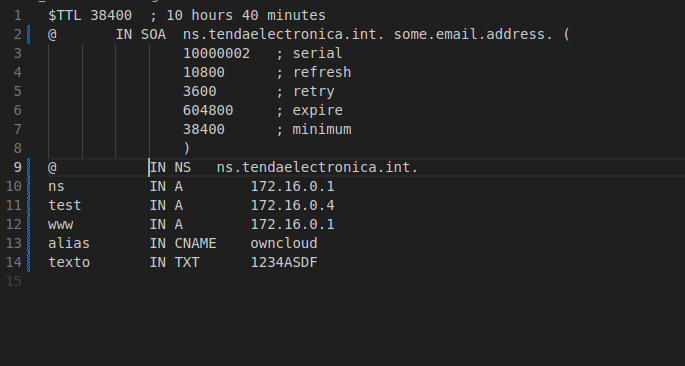 1 $TTL 38400 ; 10 hours 40 minutes
2 @ IN SOA ns.tendaelectronica.int. some.email.address. (
3 10000002 ; serial
4 10800 ; refresh
5 3600 ; retry
6 604800 ; expire
7 38400 ; minimum
8 )
9 @ IN NS ns.tendaelectronica.int.
10 ns IN A 172.16.0.1
11 test IN A 172.16.0.4
12 www IN A 172.16.0.1
13 alias IN CNAME owncloud
14 texto IN TXT 1234ASDF
15